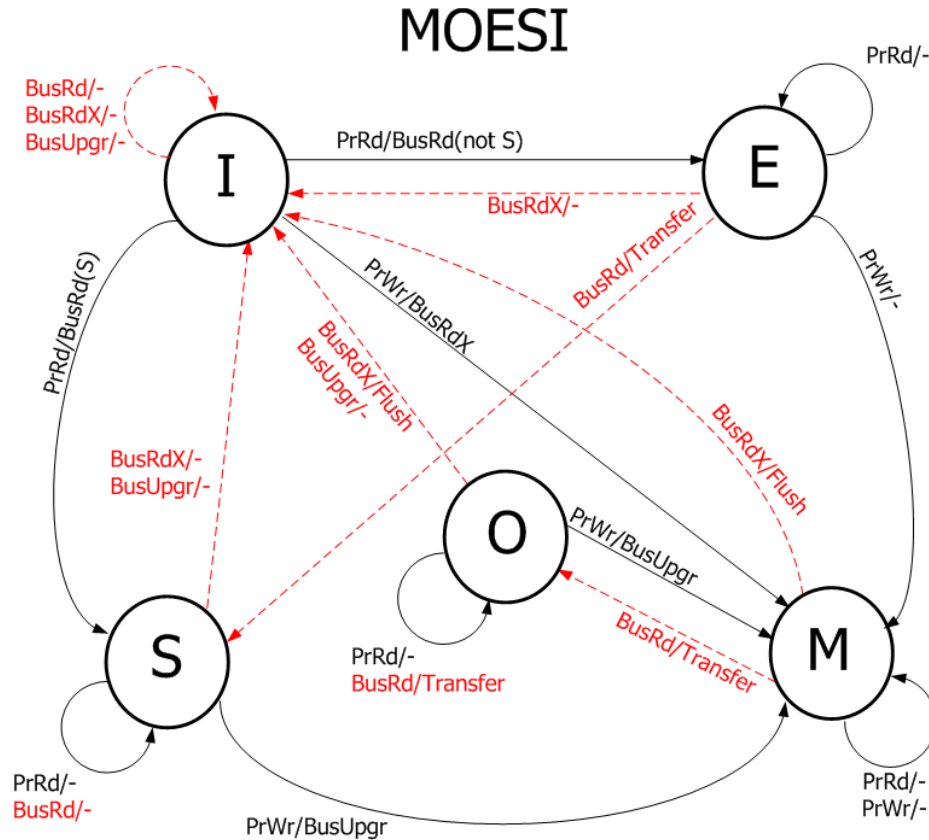 MOESI
BusRd/-
BusRdX/-
BusUpgr/-
I
PrRd/BusRd(not S)
E
PrRd/-
BusRdX/-
BusRd/Transfer
PrWr/-
PrRd/BusRd(S)
PrWr/BusRdX
BusRdX/Flush
BusUpgr/-
BusRdX/Flush
BusRdX/-
BusUpgr/-
O
PrWr/BusUpgr
PrRd/-
BusRd/Transfer
BusRd/Transfer
S
M
PrRd/-
BusRd/-
PrWr/BusUpgr
PrRd/-
PrWr/-